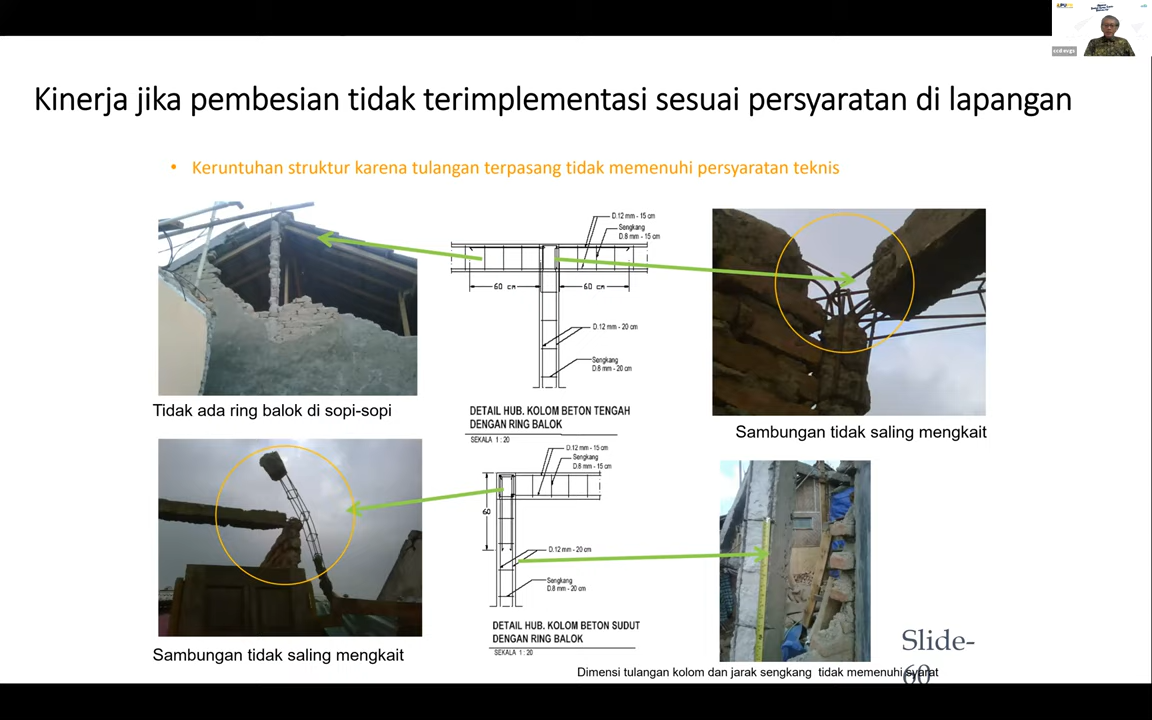 Kinerja jika pembesian tidak terimplementasi sesuai persyaratan di lapangan
• Keruntuhan struktur karena tulangan terpasang tidak memenuhi persyaratan teknis
D.12 mm - 15 cm
Sengkang
D.8 mm - 15 cm
60 cm
60 cm
D.12 mm - 20 cm
Sengkang
D.8 mm - 20 cm
Tidak ada ring balok di sopi-sopi
DETAIL HUB. KOLOM BETON TENGAH
DENGAN RING BALOK
SEKALA 1 : 20
Sambungan tidak saling mengkait
D.12 mm - 15 cm
Sengkang
D.8 mm - 15 cm
60
D.12 mm - 20 cm
Sengkang
D.8 mm - 20 cm
DETAIL HUB. KOLOM BETON SUDUT
DENGAN RING BALOK
SEKALA 1 : 20
Sambungan tidak saling mengkait
Slide-
60
Dimensi tulangan kolom dan jarak sengkang tidak memenuhi syarat